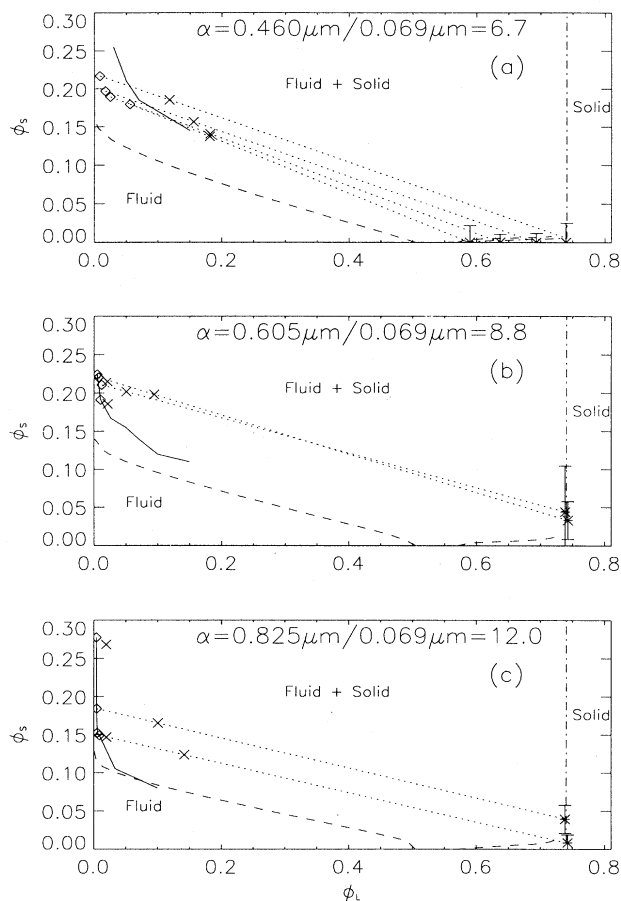 α=0.460μm/0.069μm=6.7
(a)
Fluid + Solid
Solid
Fluid
φS
0.30
0.25
0.20
0.15
0.10
0.05
0.00
0.0 0.2 0.4 0.6 0.8
α=0.605μm/0.069μm=8.8
(b)
Fluid + Solid
Solid
Fluid
φS
0.30
0.25
0.20
0.15
0.10
0.05
0.00
0.0 0.2 0.4 0.6 0.8
α=0.825μm/0.069μm=12.0
(c)
Fluid + Solid
Solid
Fluid
φS
0.30
0.25
0.20
0.15
0.10
0.05
0.00
0.0 0.2 0.4 0.6 0.8
φL